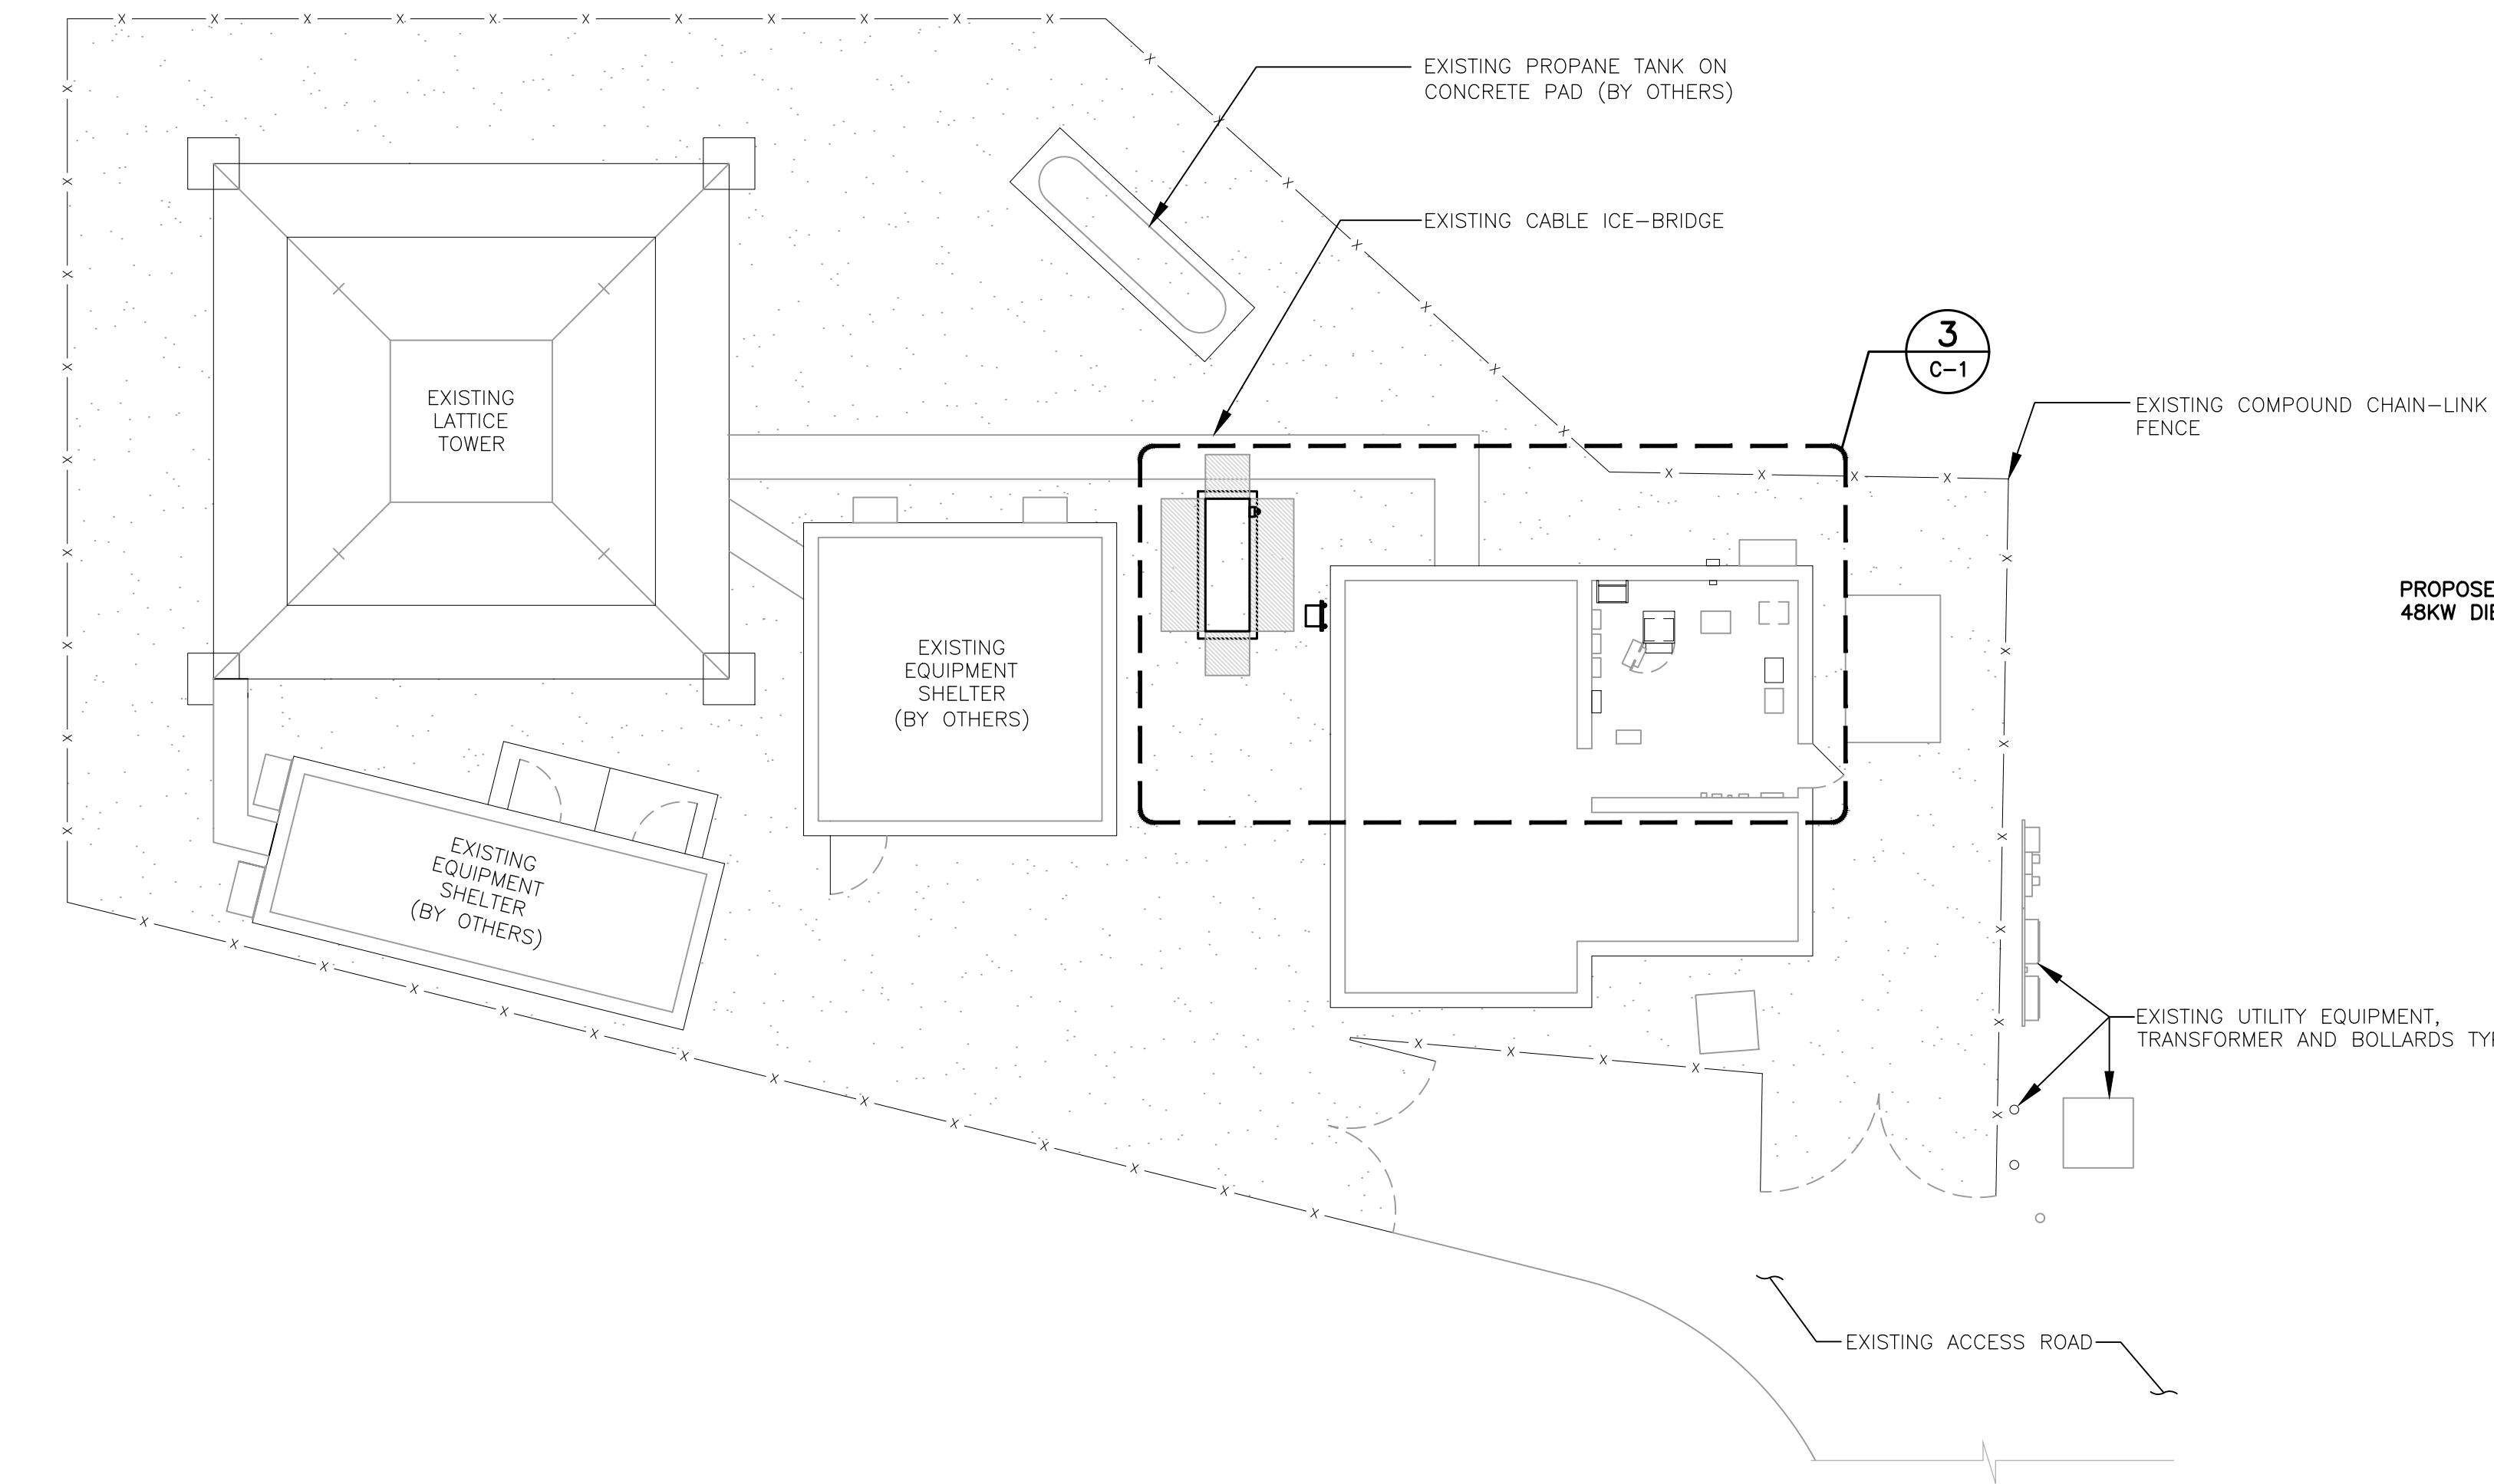 EXISTING PROPANE TANK ON
CONCRETE PAD (BY OTHERS)
EXISTING CABLE ICE-BRIDGE
3
C-1
EXISTING COMPOUND CHAIN-LINK
FENCE
EXISTING
LATTICE
TOWER
48KW
EXISTING
EQUIPMENT
SHELTER
(BY OTHERS)
EXISTING
EQUIPMENT
SHELTER
(BY OTHERS)
EXISTING UTILITY EQUIPMENT,
TRANSFORMER AND BOLLARDS
EXISTING ACCESS ROAD